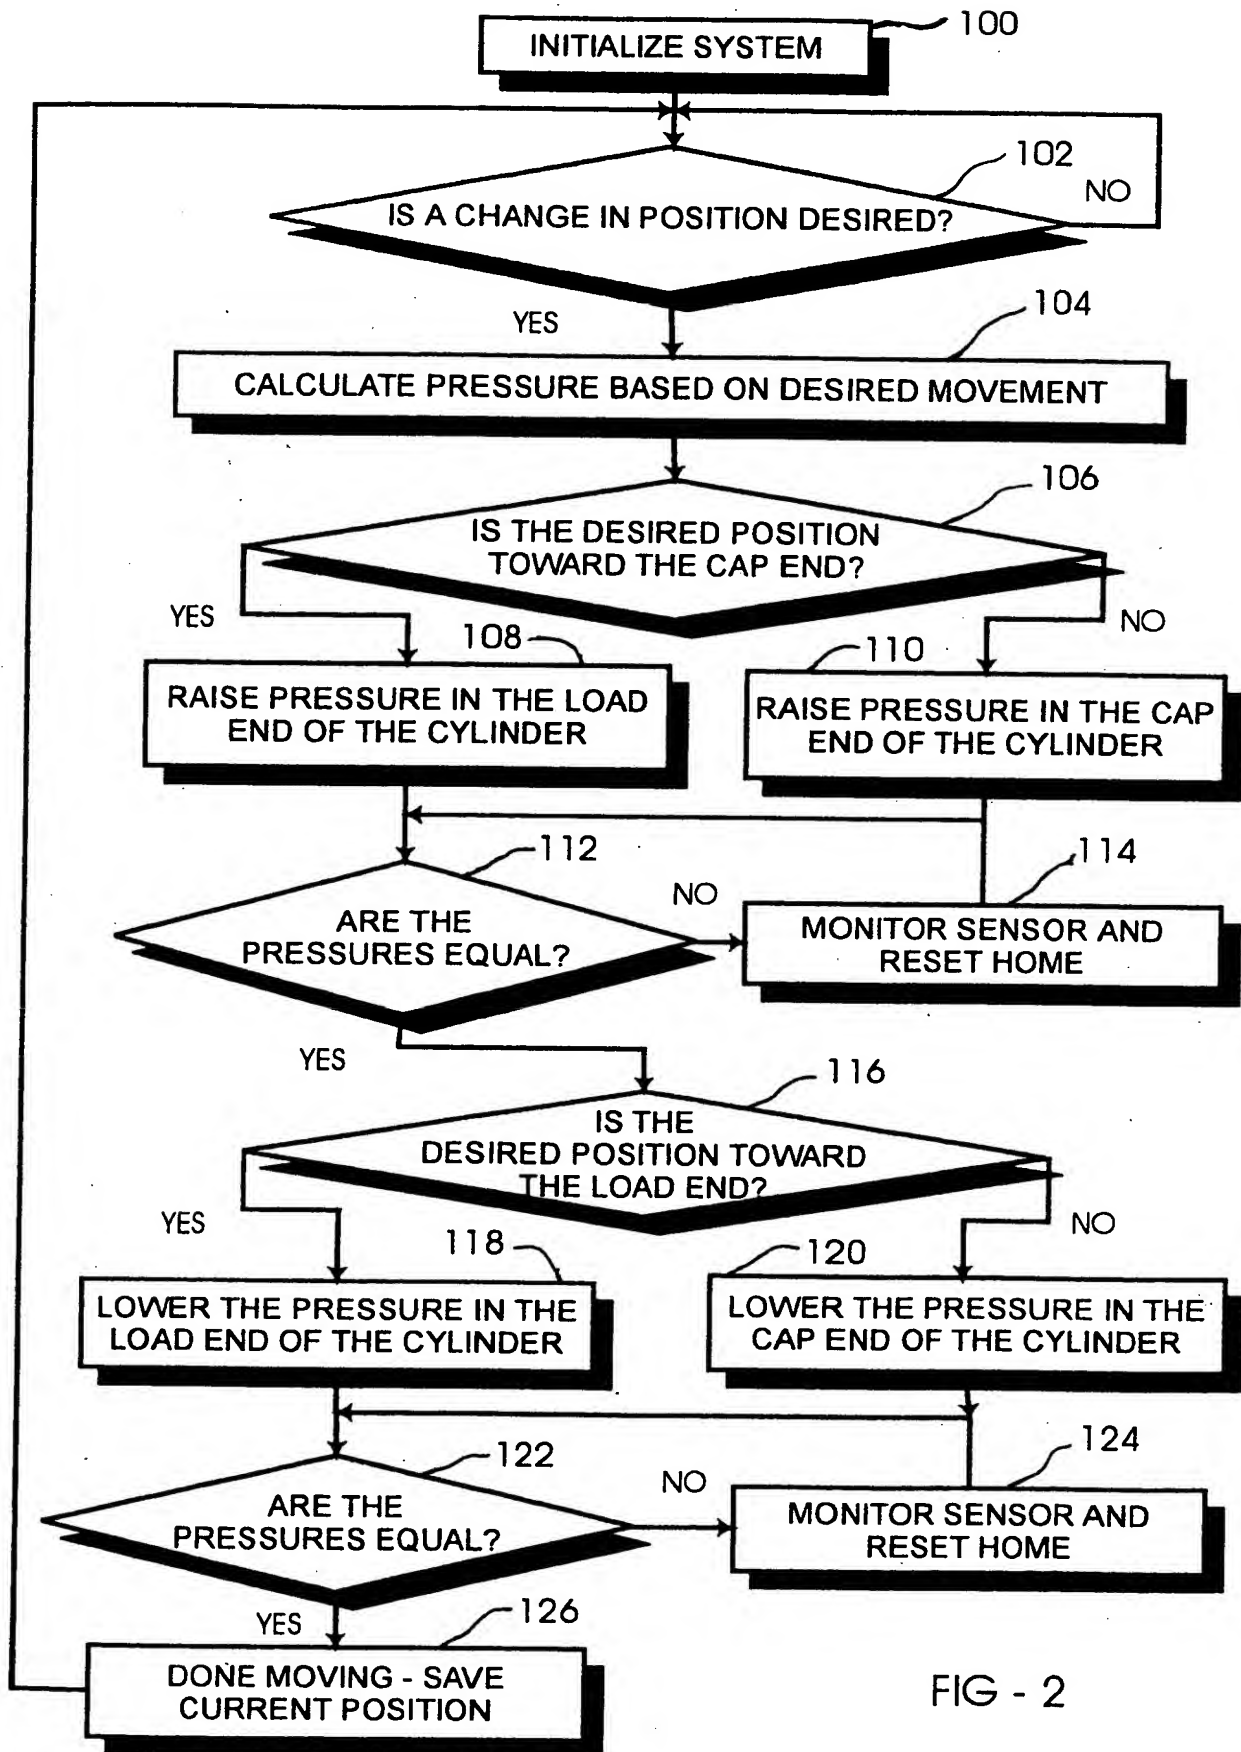 100
INITIALIZE SYSTEM
102
NO
IS A CHANGE IN POSITION DESIRED?
104
YES
CALCULATE PRESSURE BASED ON DESIRED MOVEMENT
106
IS THE DESIRED POSITION
TOWARD THE CAP END?
YES
NO
108
110
RAISE PRESSURE IN THE LOAD
END OF THE CYLINDER
RAISE PRESSURE IN THE CAP
END OF THE CYLINDER
112
114
NO
ARE THE
PRESSURES EQUAL?
MONITOR SENSOR AND
RESET HOME
YES
116
IS THE
DESIRED POSITION TOWARD
THE LOAD END?
YES
NO
118
120
LOWER THE PRESSURE IN THE
LOAD END OF THE CYLINDER
LOWER THE PRESSURE IN THE
CAP END OF THE CYLINDER
122
124
NO
ARE THE
PRESSURES EQUAL?
MONITOR SENSOR AND
RESET HOME
YES
126
DONE MOVING - SAVE
CURRENT POSITION
FIG - 2